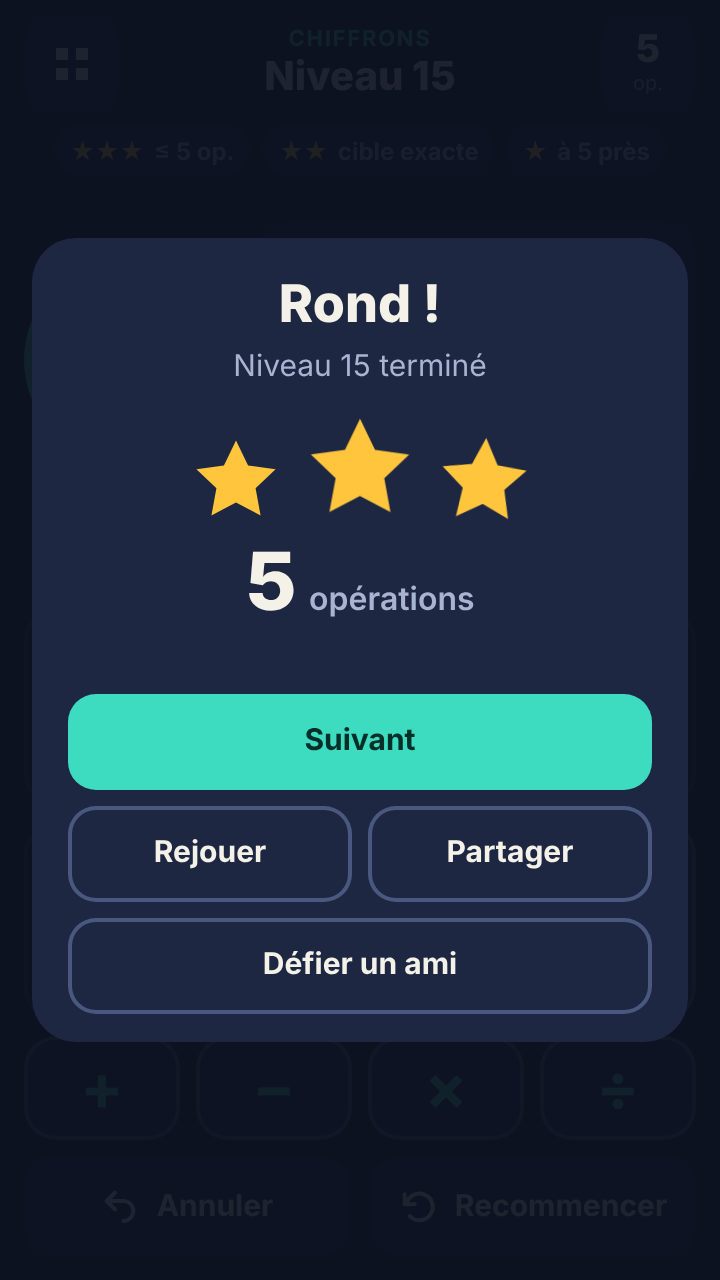 CHIFFRONS
Niveau 15
5
op.
★★★ ≤ 5 op.
★★ cible exacte
★ à 5 près
Rond !
Niveau 15 terminé
5 opérations
Suivant
Rejouer
Partager
Défier un ami
+ − × ÷
Annuler
Recommencer